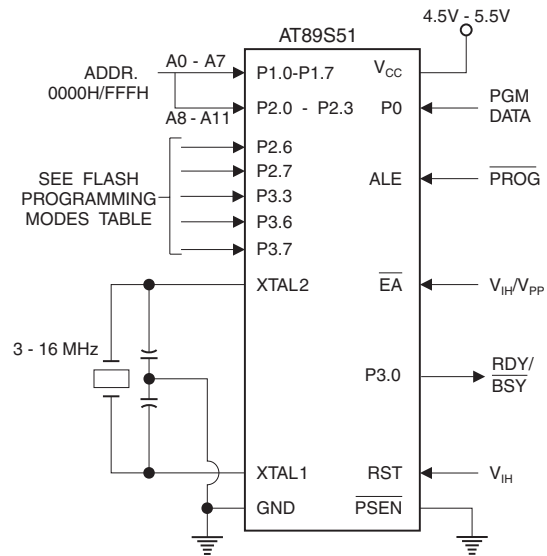 AT89S51
4.5V - 5.5V
ADDR.
0000H/FFFH
A0 - A7
A8 - A11
P1.0-P1.7
P2.0 - P2.3
P2.6
P2.7
P3.3
P3.6
P3.7
SEE FLASH
PROGRAMMING
MODES TABLE
XTAL2
3 - 16 MHz
XTAL1
GND
VCC
P0
PGM
DATA
ALE
PROG
EA
VIH/VPP
P3.0
RDY/
BSY
RST
VIH
PSEN